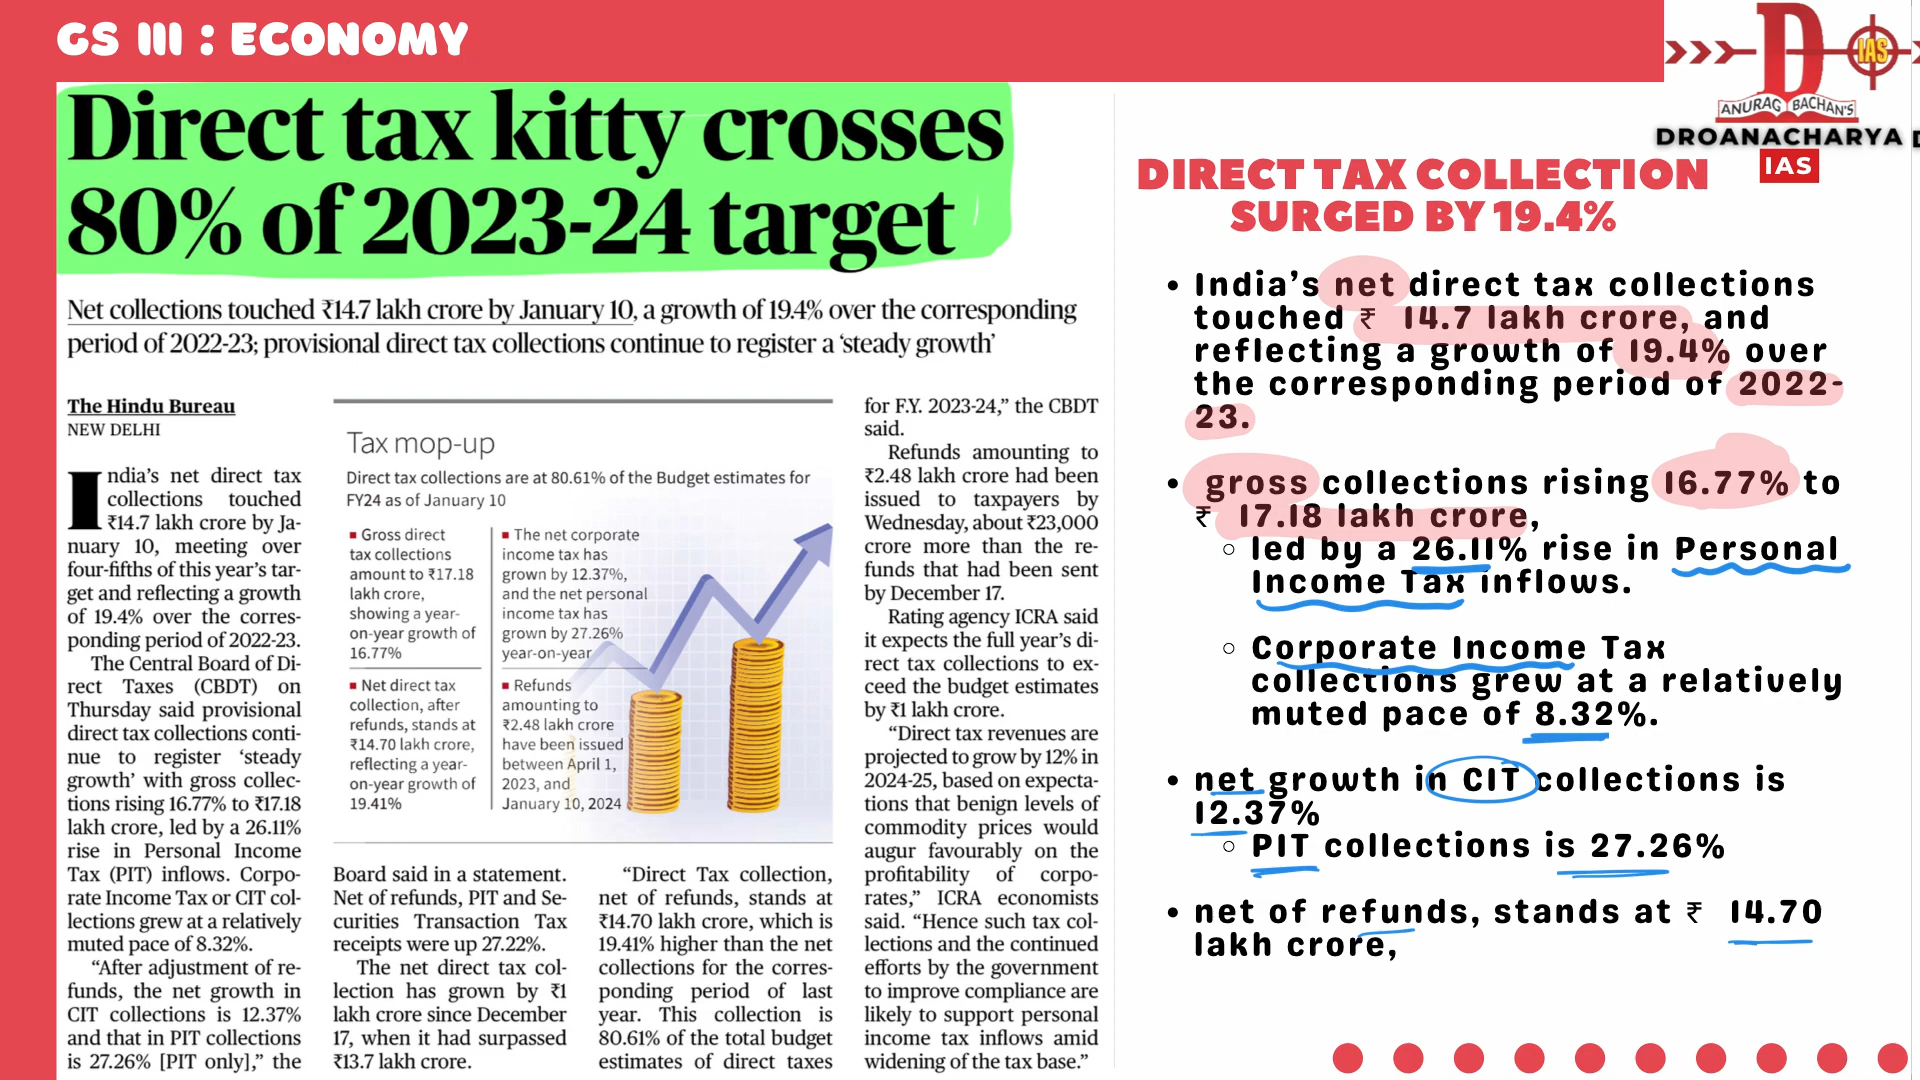 GS III : ECONOMY
ANURAG BACHAN'S
IAS
DROANACHARYA
IAS
Direct tax kitty crosses
80% of 2023-24 target
Net collections touched ₹14.7 lakh crore by January 10, a growth of 19.4% over the corresponding
period of 2022-23; provisional direct tax collections continue to register a ‘steady growth’
The Hindu Bureau
NEW DELHI
India’s net direct tax
collections touched
₹14.7 lakh crore by Ja-
nuary 10, meeting over
four-fifths of this year’s tar-
get and reflecting a growth
of 19.4% over the corres-
ponding period of 2022-23.
The Central Board of Di-
rect Taxes (CBDT) on
Thursday said provisional
direct tax collections conti-
nue to register ‘steady
growth’ with gross collec-
tions rising 16.77% to ₹17.18
lakh crore, led by a 26.11%
rise in Personal Income
Tax (PIT) inflows. Corpo-
rate Income Tax or CIT col-
lections grew at a relatively
muted pace of 8.32%.
“After adjustment of re-
funds, the net growth in
CIT collections is 12.37%
and that in PIT collections
is 27.26% [PIT only],” the
Tax mop-up
Direct tax collections are at 80.61% of the Budget estimates for
FY24 as of January 10
■ Gross direct
tax collections
amount to ₹17.18
lakh crore,
showing a year-
on-year growth of
16.77%
■ The net corporate
income tax has
grown by 12.37%,
and the net personal
income tax has
grown by 27.26%
year-on-year
■ Net direct tax
collection, after
refunds, stands at
₹14.70 lakh crore,
reflecting a year-
on-year growth of
19.41%
■ Refunds
amounting to
₹2.48 lakh crore
have been issued
between April 1,
2023, and
January 10, 2024
Board said in a statement.
Net of refunds, PIT and Se-
curities Transaction Tax
receipts were up 27.22%.
The net direct tax col-
lection has grown by ₹1
lakh crore since December
17, when it had surpassed
₹13.7 lakh crore.
“Direct Tax collection,
net of refunds, stands at
₹14.70 lakh crore, which is
19.41% higher than the net
collections for the corres-
ponding period of last
year. This collection is
80.61% of the total budget
estimates of direct taxes
for F.Y. 2023-24,” the CBDT
said.
Refunds amounting to
₹2.48 lakh crore had been
issued to taxpayers by
Wednesday, about ₹23,000
crore more than the re-
funds that had been sent
by December 17.
Rating agency ICRA said
it expects the full year’s di-
rect tax collections to ex-
ceed the budget estimates
by ₹1 lakh crore.
“Direct tax revenues are
projected to grow by 12% in
2024-25, based on expecta-
tions that benign levels of
commodity prices would
augur favourably on the
profitability of corpo-
rates,” ICRA economists
said. “Hence such tax col-
lections and the continued
efforts by the government
to improve compliance are
likely to support personal
income tax inflows amid
widening of the tax base.”
DIRECT TAX COLLECTION
SURGED BY 19.4%
• India’s net direct tax collections
touched ₹ 14.7 lakh crore, and
reflecting a growth of 19.4% over
the corresponding period of 2022-
23.
• gross collections rising 16.77% to
₹ 17.18 lakh crore,
○ led by a 26.11% rise in Personal
Income Tax inflows.
○ Corporate Income Tax
collections grew at a relatively
muted pace of 8.32%.
• net growth in CIT collections is
12.37%
○ PIT collections is 27.26%
• net of refunds, stands at ₹ 14.70
lakh crore,